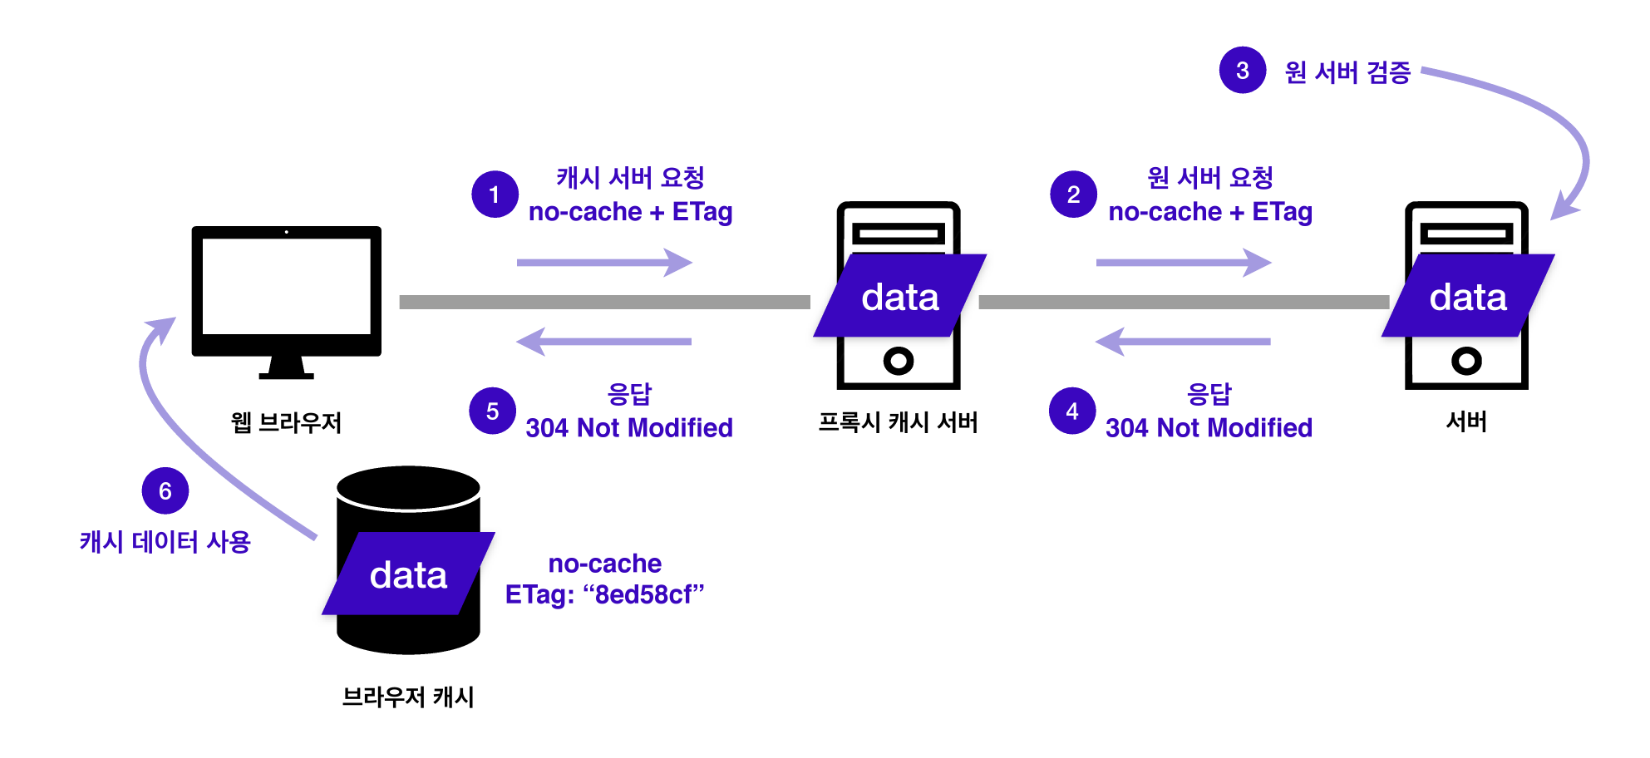 3
원 서버 검증
1
캐시 서버 요청
no-cache + ETag
2
원 서버 요청
no-cache + ETag
data
data
웹 브라우저
5
응답
304 Not Modified
프록시 캐시 서버
4
응답
304 Not Modified
서버
6
캐시 데이터 사용
data
no-cache
ETag: “8ed58cf”
브라우저 캐시